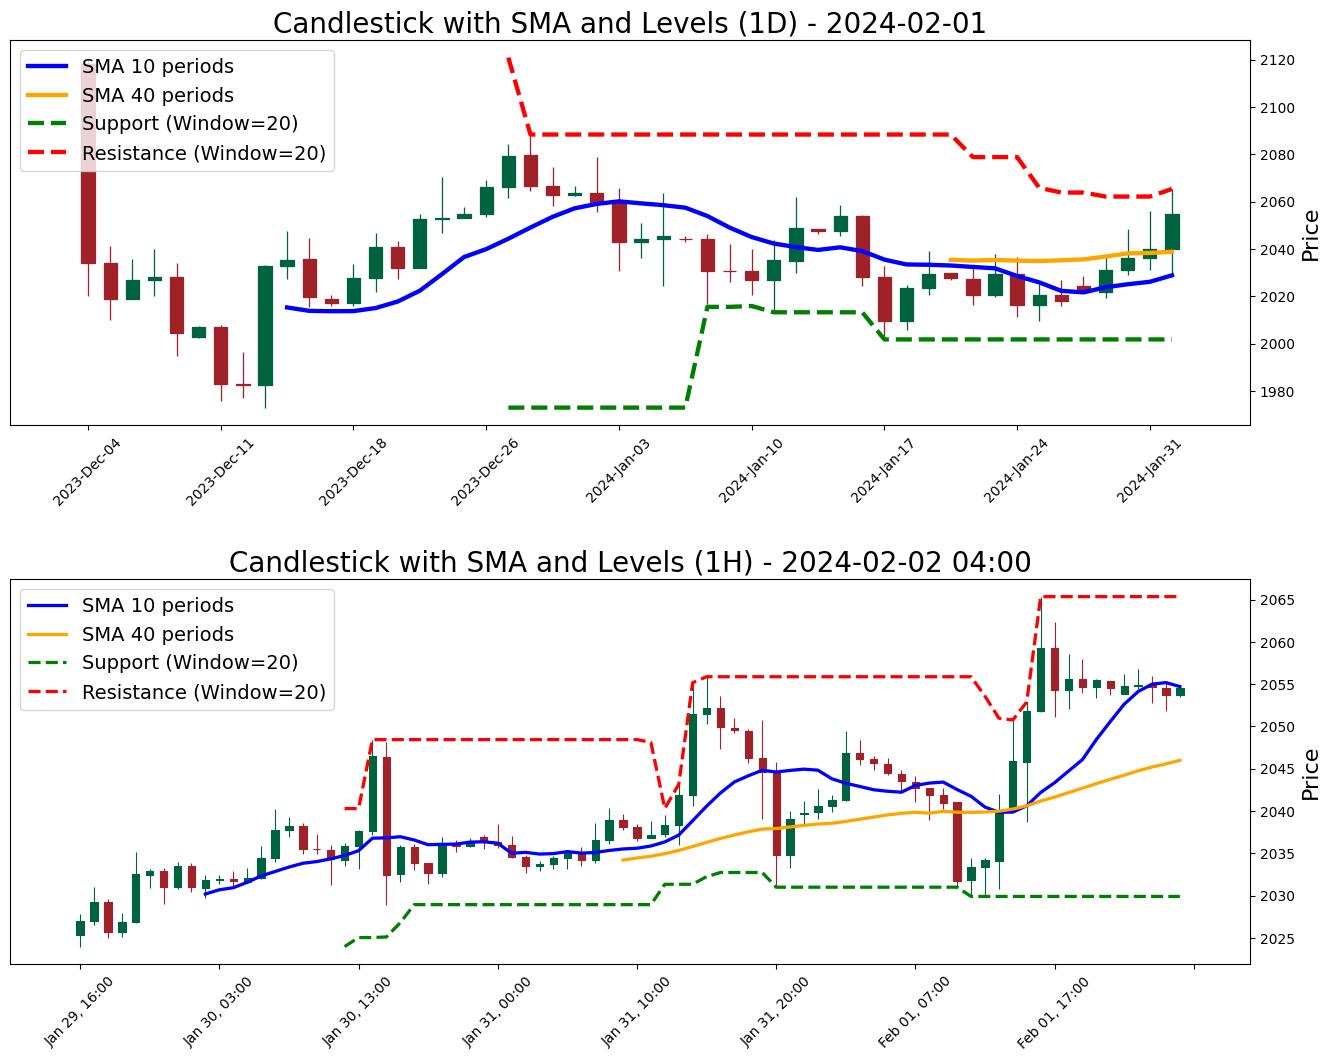 Candlestick with SMA and Levels (1D) - 2024-02-01
SMA 10 periods
SMA 40 periods
Support (Window=20)
Resistance (Window=20)
2120
2100
2080
2060
2040
2020
2000
1980
Price
2023-Dec-04
2023-Dec-11
2023-Dec-18
2023-Dec-26
2024-Jan-03
2024-Jan-10
2024-Jan-17
2024-Jan-24
2024-Jan-31
Candlestick with SMA and Levels (1H) - 2024-02-02 04:00
SMA 10 periods
SMA 40 periods
Support (Window=20)
Resistance (Window=20)
2065
2060
2055
2050
2045
2040
2035
2030
2025
Price
Jan 29, 16:00
Jan 30, 03:00
Jan 30, 13:00
Jan 31, 00:00
Jan 31, 10:00
Jan 31, 20:00
Feb 01, 07:00
Feb 01, 17:00